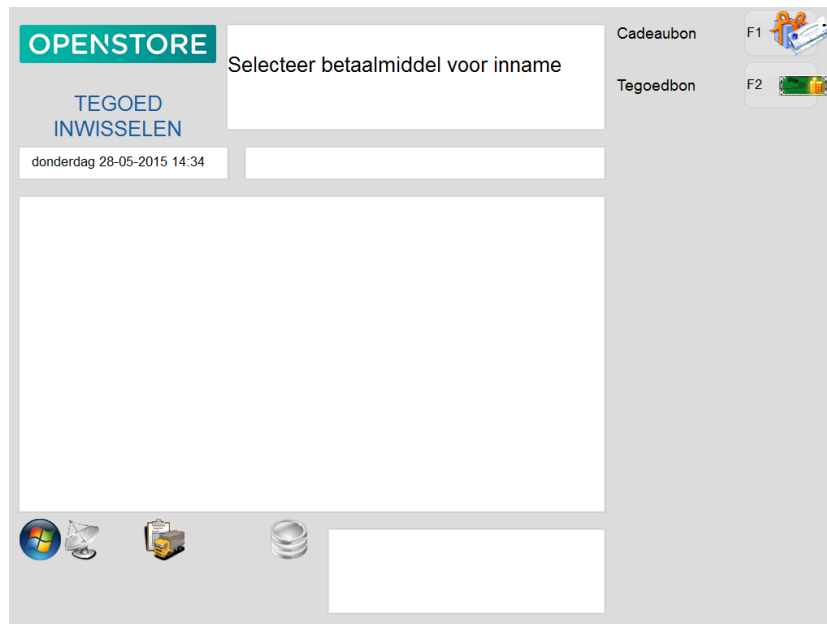 OPENSTORE
TEGOED
INWISSELEN
Selecteer betaalmiddel voor inname
donderdag 28-05-2015 14:34
Cadeaubon F1
Tegoedbon F2